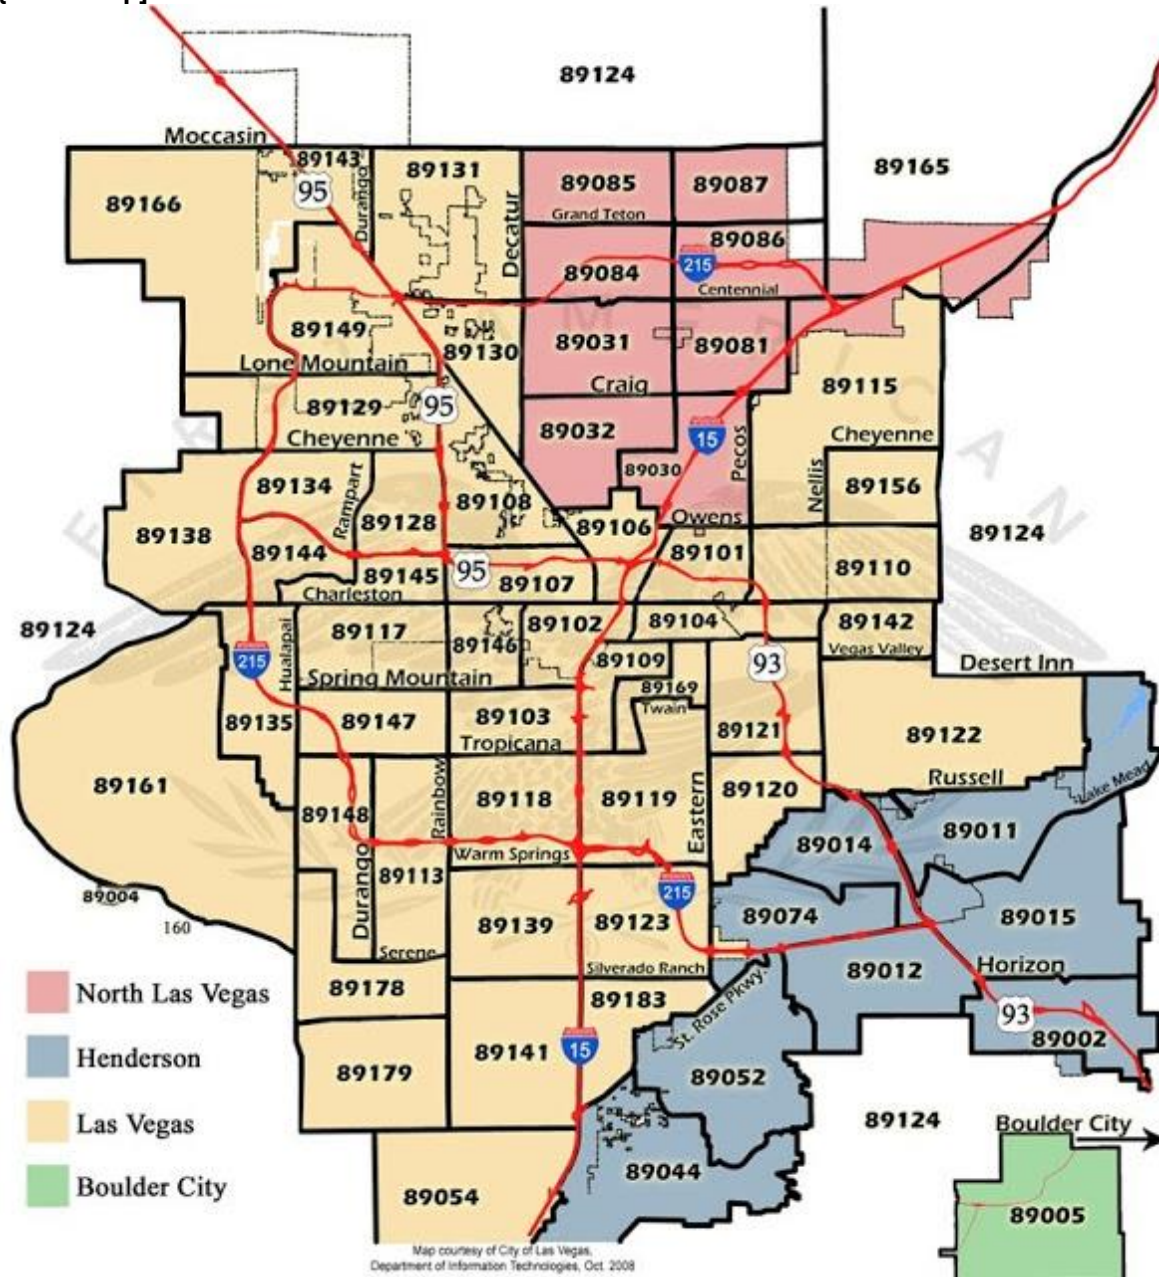 89124
Moccasin
89143
89131
89085
89087
89165
95
Durango
89166
Decatur
Grand Teton
89086
89084
215
Centennial
89149
89130
89031
89081
Lone Mountain
89115
Craig
89129
95
Cheyenne
89032
15
Pecos
Cheyenne
89030
89134
Rampart
89108
Nellis
89156
89128
89106
Owens
89138
89144
89101
89124
89145
95
89107
89110
Charleston
89124
89117
89146
89102
89104
89142
Hualapai
215
Vegas Valley
89109
93
Desert Inn
Spring Mountain
89169
Twain
89135
89147
89103
89121
89122
Tropicana
89161
Russell
Lake Mead
89148
Rainbow
89118
89119
Eastern
89120
89014
89011
Warm Springs
Durango
89113
215
89004
160
89139
89123
89074
89015
Serene
Silverado Ranch
89012
Horizon
89178
89183
St. Rose Pkwy.
93
89002
North Las Vegas
Henderson
Las Vegas
Boulder City
89141
15
89179
89052
89124
Boulder City
89044
89054
89005
Map courtesy of City of Las Vegas,
Department of Information Technologies, Oct. 2008